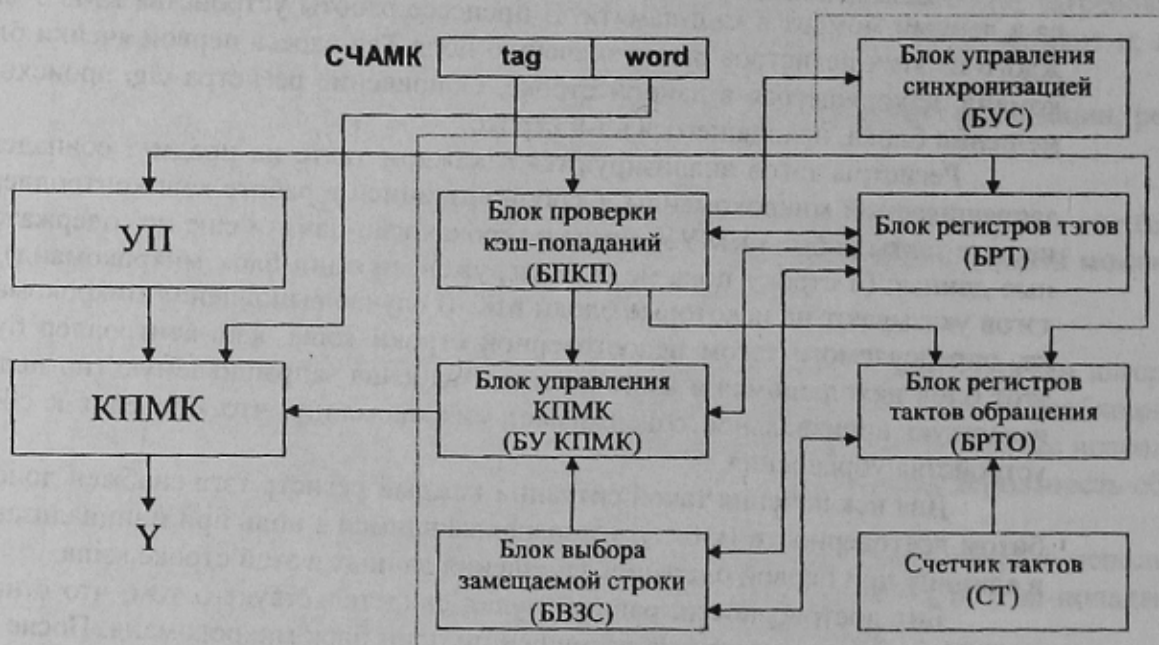 СЧАМК tag word
Блок управления
синхронизацией
(БУС)
УП
Блок проверки
кэш-попаданий
(БПКП)
Блок регистров тэгов
(БРТ)
КПМК
Блок управления
КПМК
(БУ КПМК)
Блок регистров
тактов обращения
(БРТО)
Y
Блок выбора
замещаемой строки
(БВЗС)
Счетчик тактов
(СТ)